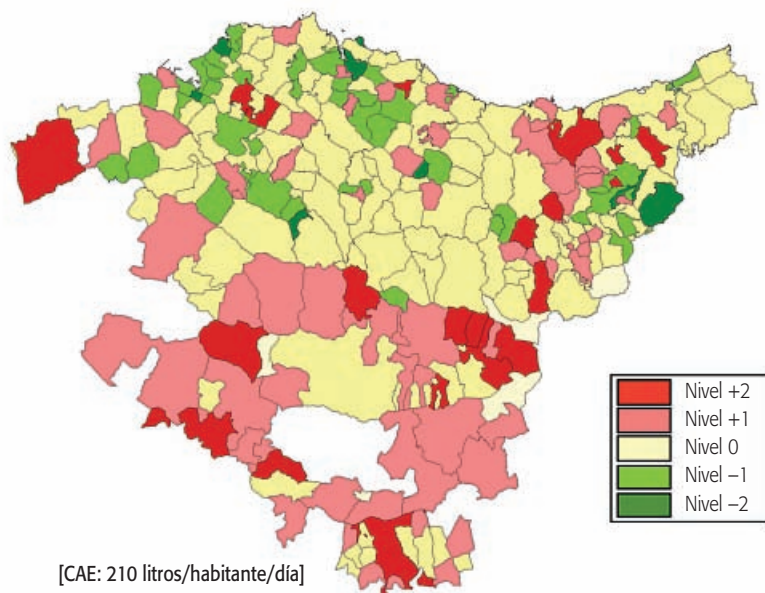 Nivel +2
Nivel +1
Nivel 0
Nivel −1
Nivel −2
[CAE: 210 litros/habitante/día]